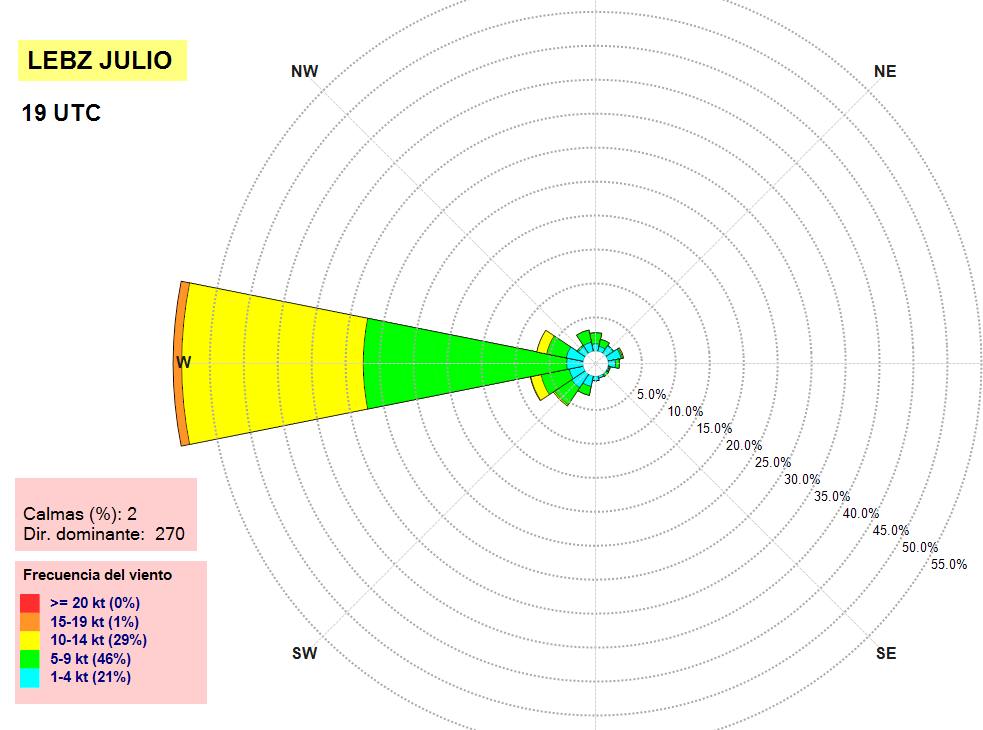 LEBZ JULIO
19 UTC
NW
NE
W
5.0%
10.0%
15.0%
20.0%
25.0%
30.0%
35.0%
40.0%
45.0%
50.0%
55.0%
Calmas (%): 2
Dir. dominante: 270
Frecuencia del viento
>= 20 kt (0%)
15-19 kt (1%)
10-14 kt (29%)
5-9 kt (46%)
1-4 kt (21%)
SW
SE